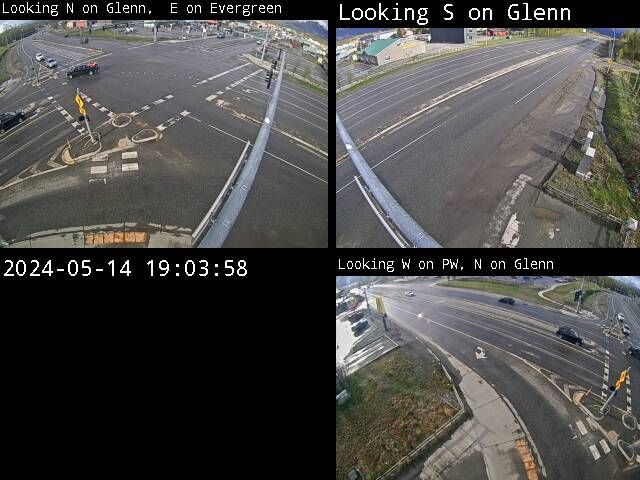 Looking N on Glenn,  E on Evergreen
Looking S on Glenn
2024-05-14 19:03:58
Looking W on PW, N on Glenn